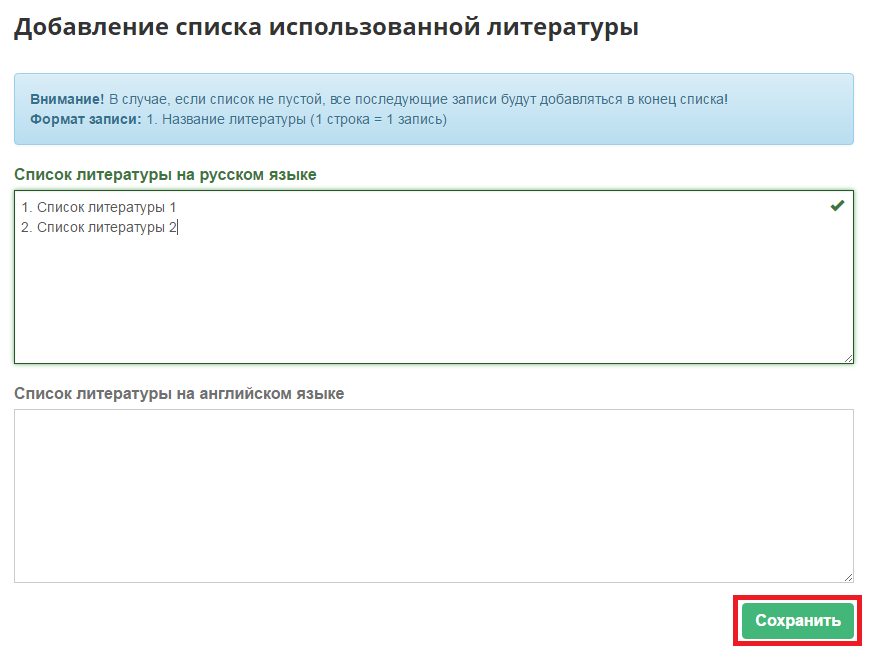 Добавление списка использованной литературы
Внимание! В случае, если список не пустой, все последующие записи будут добавляться в конец списка!
Формат записи: 1. Название литературы (1 строка = 1 запись)
Список литературы на русском языке
1. Список литературы 1
2. Список литературы 2
Список литературы на английском языке
Сохранить